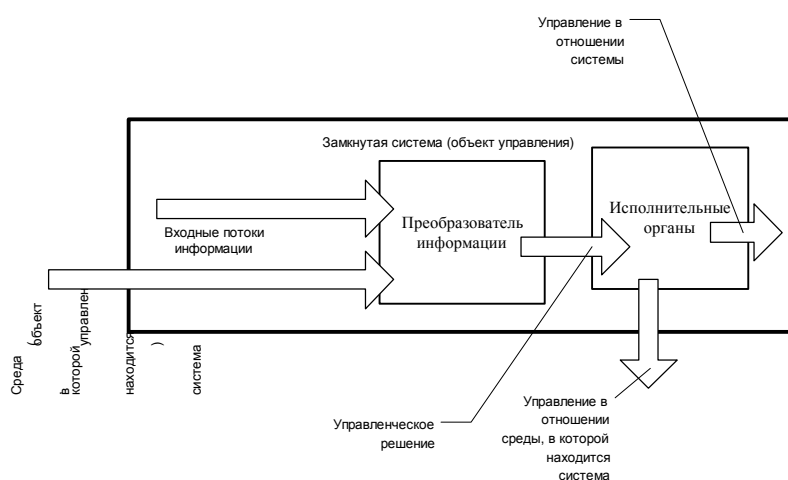 Управление в
отношении
системы
Замкнутая система (объект управления)
Преобразователь
информации
Исполнительные
органы
Входные потоки
информации
Среда (объект
управлен
в
которой
находится
)
система
Управленческое
решение
Управление в
отношении
среды, в которой
находится
система